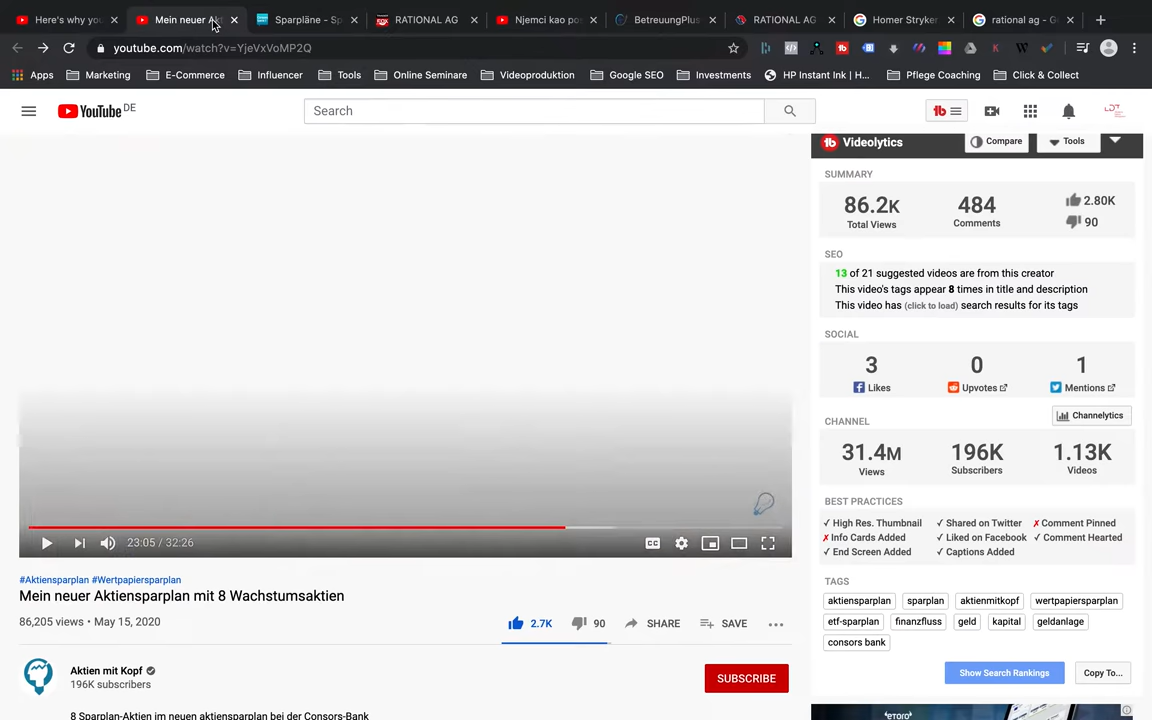 Here's why you
Mein neuer Akt
Sparpläne - Sp
RATIONAL AG
Njemci kao pos
BetreuungPlus
RATIONAL AG
Homer Stryker
rational ag - G
youtube.com/watch?v=YjeVxVoMP2Q
Apps Marketing E-Commerce Influencer Tools Online Seminare Videoproduktion Google SEO Investments HP Instant Ink | H... Pflege Coaching Click & Collect
YouTube DE
Search
tb
tb Videolytics Compare Tools
SUMMARY
86.2K 484 2.80K
Total Views Comments 90
SEO
13 of 21 suggested videos are from this creator
This video's tags appear 8 times in title and description
This video has (click to load) search results for its tags
SOCIAL
3 0 1
Likes Upvotes Mentions
Channelytics
CHANNEL
31.4M 196K 1.13K
Views Subscribers Videos
BEST PRACTICES
✓ High Res. Thumbnail ✓ Shared on Twitter ✗ Comment Pinned
✗ Info Cards Added ✓ Liked on Facebook ✓ Comment Hearted
✓ End Screen Added ✓ Captions Added
TAGS
aktiensparplan sparplan aktienmitkopf wertpapiersparplan
etf-sparplan finanzfluss geld kapital geldanlage
consors bank
Show Search Rankings Copy To...
eTORO
23:05 / 32:26
CC
#Aktiensparplan #Wertpapiersparplan
Mein neuer Aktiensparplan mit 8 Wachstumsaktien
86,205 views • May 15, 2020
2.7K 90 SHARE SAVE
Aktien mit Kopf
196K subscribers
SUBSCRIBE
8 Sparplan-Aktien im neuen aktiensparplan bei der Consors-Bank